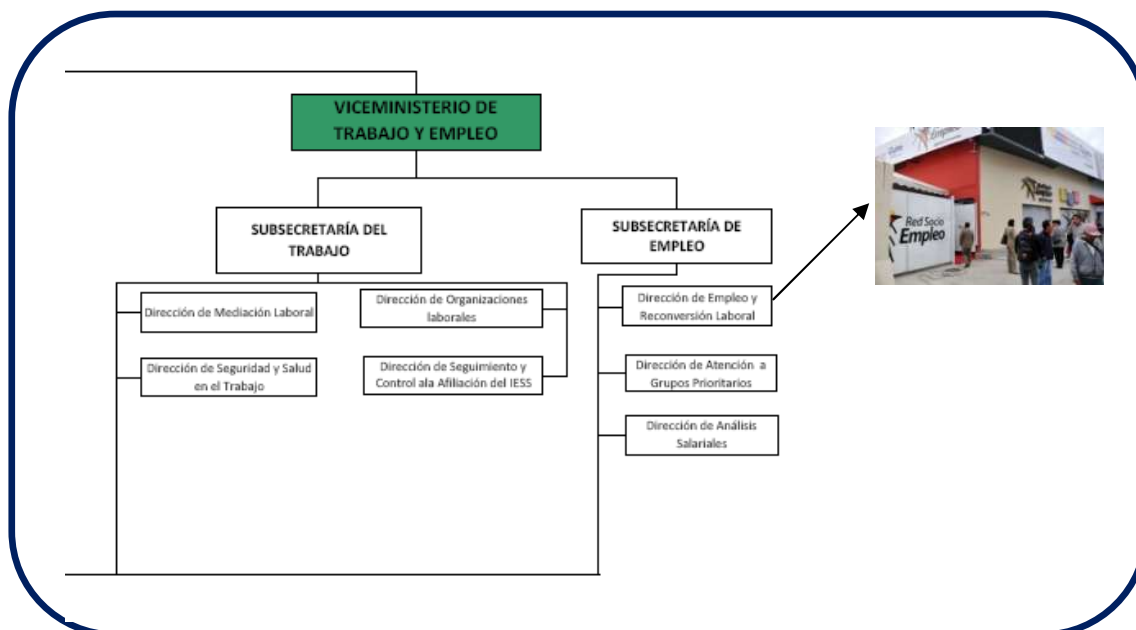 VICEMINISTERIO DE
TRABAJO Y EMPLEO
SUBSECRETARÍA DEL
TRABAJO
SUBSECRETARÍA DE
EMPLEO
Dirección de Mediación Laboral
Dirección de Organizaciones
laborales
Dirección de Empleo y
Reconversión Laboral
Dirección de Seguridad y Salud
en el Trabajo
Dirección de Seguimiento y
Control ala Afiliación del IESS
Dirección de Atención a
Grupos Prioritarios
Dirección de Análisis
Salariales
Red Socio
Empleo